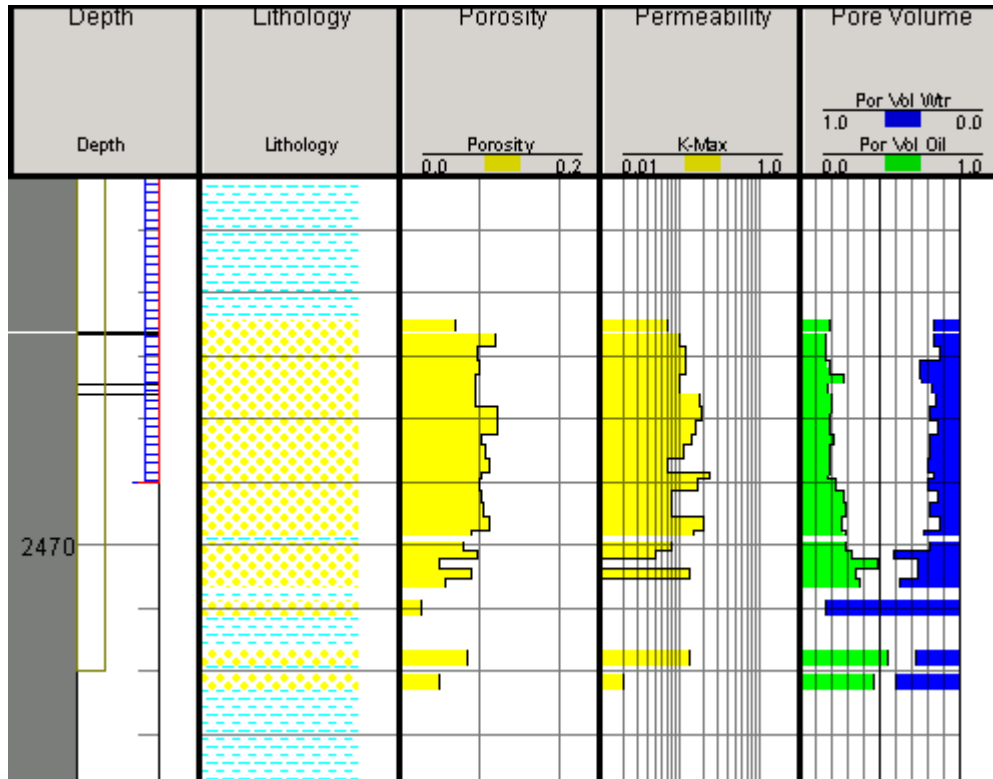 Depth Lithology Porosity Permeability Pore Volume
Por Vol Wtr
1.0 0.0
Depth Lithology Porosity K-Max Por Vol Oil
0.0 0.2 0.01 1.0 0.0 1.0
2470